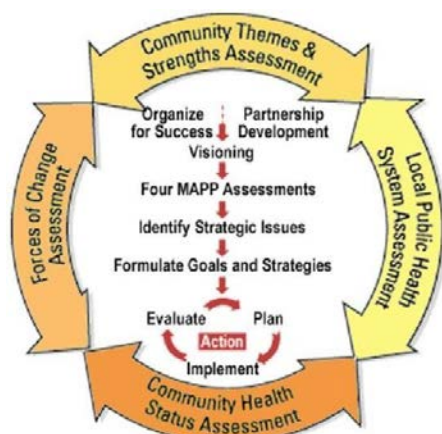 Community Themes &
Strengths Assessment
Organize
for Success
Partnership
Development
Visioning
Four MAPP Assessments
Identify Strategic Issues
Formulate Goals and Strategies
Evaluate
Plan
Action
Implement
Forces of Change
Assessment
Local Public Health
System Assessment
Community Health
Status Assessment